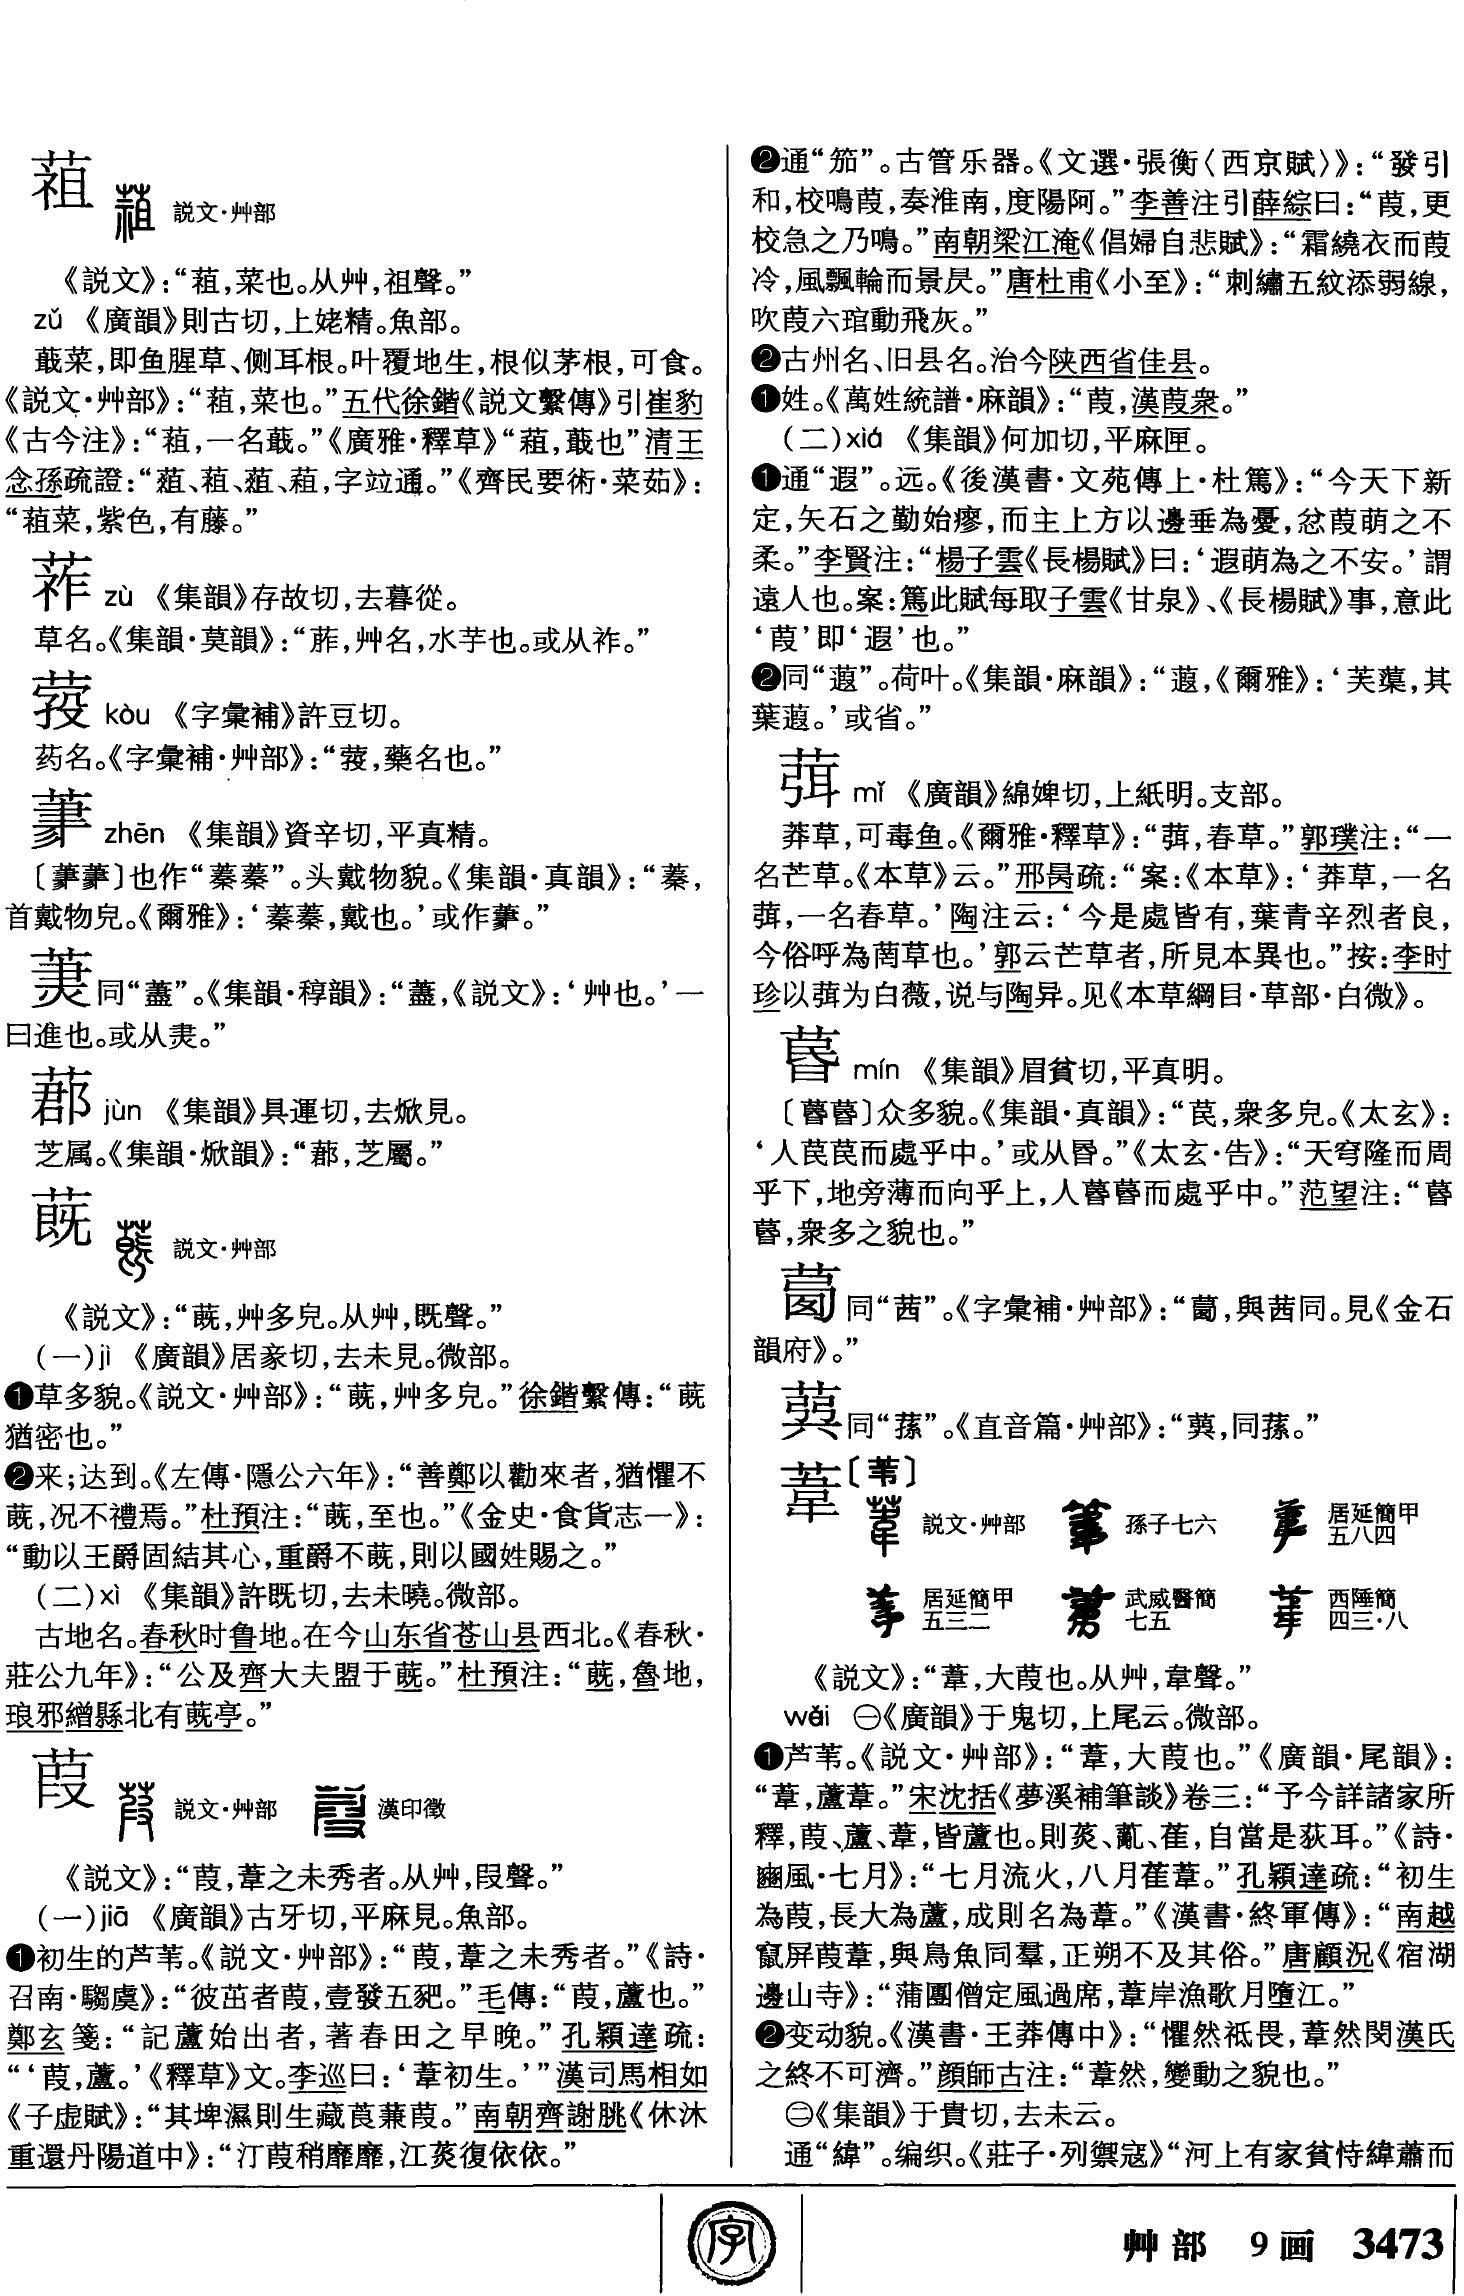 蒩 説文·艸部
《説文》：“蒩，菜也。从艸，祖聲。”
zǔ 《廣韻》則古切，上姥精。魚部。
蕺菜，即鱼腥草、侧耳根。叶覆地生，根似茅根，可食。
《説文·艸部》：“蒩，菜也。”五代徐鍇《説文繫傳》引崔豹
《古今注》：“蒩，一名蕺。”《廣雅·釋草》“蒩，蕺也”清王
念孫疏證：“字竝通。”《齊民要術·菜茹》：
“蒩菜，紫色，有藤。”
zù 《集韻》存故切，去暮從。
草名。《集韻·莫韻》：“葄，艸名，水芋也。或从祚。”
kòu 《字彙補》許豆切。
药名。《字彙補·艸部》：“藥名也。”
zhēn 《集韻》資辛切，平真精。
也作“蓁蓁”。头戴物貌。《集韻·真韻》：“蓁，
首戴物皃。《爾雅》：‘蓁蓁，戴也。’或作。”
同“藎”。《集韻·稕韻》：“藎，《説文》：‘艸也。’一
曰進也。或从。”
jùn 《集韻》具運切，去焮見。
芝属。《集韻·焮韻》：“芝屬。”
蔇 説文·艸部
《説文》：“蔇，艸多皃。从艸，既聲。”
（一）jì 《廣韻》居豙切，去未見。微部。
❶草多貌。《説文·艸部》：“蔇，艸多皃。”徐鍇繫傳：“蔇
猶密也。”
❷来；达到。《左傳·隱公六年》：“善鄭以勸來者，猶懼不
蔇，况不禮焉。”杜預注：“蔇，至也。”《金史·食貨志一》：
“動以王爵固結其心，重爵不蔇，則以國姓賜之。”
（二）xì 《集韻》許既切，去未曉。微部。
古地名。春秋时鲁地。在今山东省苍山县西北。《春秋·
莊公九年》：“公及齊大夫盟于蔇。”杜預注：“蔇，魯地，
琅邪繒縣北有蔇亭。”
葭 説文·艸部 漢印徵
《説文》：“葭，葦之未秀者。从艸，叚聲。”
（一）jiā 《廣韻》古牙切，平麻見。魚部。
❶初生的芦苇。《説文·艸部》：“葭，葦之未秀者。”《詩·
召南·騶虞》：“彼茁者葭，壹發五豝。”毛傳：“葭，蘆也。”
鄭玄箋：“記蘆始出者，著春田之早晚。”孔穎達疏：
“‘葭，蘆。’《釋草》文。李巡曰：‘葦初生。’”漢司馬相如
《子虚賦》：“其埤濕則生藏莨蒹葭。”南朝齊謝朓《休沐
重還丹陽道中》：“汀葭稍靡靡，江菼復依依。”
❷通“笳”。古管乐器。《文選·張衡〈西京賦〉》：“發引
和，校鳴葭，奏淮南，度陽阿。”李善注引薛綜曰：“葭，更
校急之乃鳴。”南朝梁江淹《倡婦自悲賦》：“霜繞衣而葭
冷，風飄輪而景昃。”唐杜甫《小至》：“刺繡五紋添弱線，
吹葭六琯動飛灰。”
❷古州名、旧县名。治今陕西省佳县。
❶姓。《萬姓統譜·麻韻》：“葭，漢葭衆。”
（二）xiá 《集韻》何加切，平麻匣。
❶通“遐”。远。《後漢書·文苑傳上·杜篤》：“今天下新
定，矢石之勤始瘳，而主上方以邊垂為憂，忿葭萌之不
柔。”李賢注：“楊子雲《長楊賦》曰：‘遐萌為之不安。’謂
遠人也。案：篤此賦每取子雲《甘泉》、《長楊賦》事，意此
‘葭’即‘遐’也。”
❷同“蕸”。荷叶。《集韻·麻韻》：“蕸，《爾雅》：‘芙蕖，其
葉蕸。’或省。”
葞 mǐ 《廣韻》綿婢切，上紙明。支部。
莽草，可毒鱼。《爾雅·釋草》：“葞，春草。”郭璞注：“一
名芒草。《本草》云。”邢昺疏：“案：《本草》：‘莽草，一名
葞，一名春草。’陶注云：‘今是處皆有，葉青辛烈者良，
今俗呼為䒽草也。’郭云芒草者，所見本異也。”按：李时
珍以葞为白薇，说与陶异。见《本草綱目·草部·白微》。
mín 《集韻》眉貧切，平真明。
众多貌。《集韻·真韻》：“苠，衆多皃。《太玄》：
‘人苠苠而處乎中。’或从昬。”《太玄·告》：“天穹隆而周
乎下，地旁薄而向乎上，人而處乎中。”范望注：“
衆多之貌也。”
同“茜”。《字彙補·艸部》：“與茜同。見《金石
韻府》。”
同“蓀”。《直音篇·艸部》：“同蓀。”
葦〔苇〕 説文·艸部 孫子七六 居延簡甲五八四
居延簡甲五三二 武威醫簡七五 西陲簡四三·八
《説文》：“葦，大葭也。从艸，韋聲。”
wěi ㊀《廣韻》于鬼切，上尾云。微部。
❶芦苇。《説文·艸部》：“葦，大葭也。”《廣韻·尾韻》：
“葦，蘆葦。”宋沈括《夢溪補筆談》卷三：“予今詳諸家所
釋，葭、蘆、葦，皆蘆也。則菼、薍、萑，自當是荻耳。”《詩·
豳風·七月》：“七月流火，八月萑葦。”孔穎達疏：“初生
為葭，長大為蘆，成則名為葦。”《漢書·終軍傳》：“南越
竄屏葭葦，與鳥魚同羣，正朔不及其俗。”唐顧況《宿湖
邊山寺》：“蒲團僧定風過席，葦岸漁歌月墮江。”
❷变动貌。《漢書·王莽傳中》：“懼然祗畏，葦然閔漢氏
之終不可濟。”顔師古注：“葦然，變動之貌也。”
㊁《集韻》于貴切，去未云。
通“緯”。编织。《莊子·列禦寇》“河上有家貧恃緯蕭而
字
艸部 9画 3473